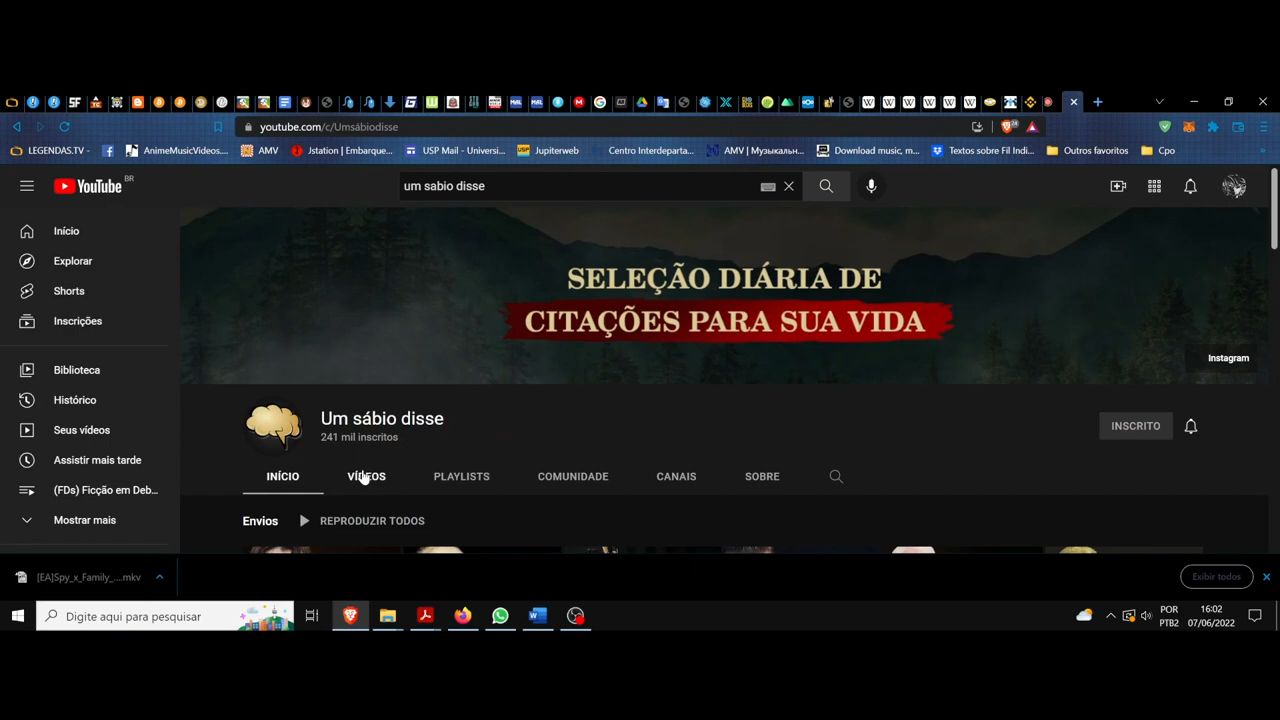 youtube.com/c/Umsábiodisse
24
LEGENDAS.TV -
AnimeMusicVideos...
AMV
Jstation | Embarque...
USP Mail - Universi...
Jupiterweb
Centro Interdeparta...
AMV | Музыкальн...
Download music, m...
Textos sobre Fil Indi...
Outros favoritos
Cpo
YouTube BR
um sabio disse
Início
Explorar
Shorts
Inscrições
Biblioteca
Histórico
Seus vídeos
Assistir mais tarde
(FDs) Ficção em Deb...
Mostrar mais
SELEÇÃO DIÁRIA DE
CITAÇÕES PARA SUA VIDA
Instagram
Um sábio disse
241 mil inscritos
INSCRITO
INÍCIO
VÍDEOS
PLAYLISTS
COMUNIDADE
CANAIS
SOBRE
Envios
REPRODUZIR TODOS
[EA]Spy_x_Family_....mkv
Exibir todos
Digite aqui para pesquisar
POR
PTB2
16:02
07/06/2022